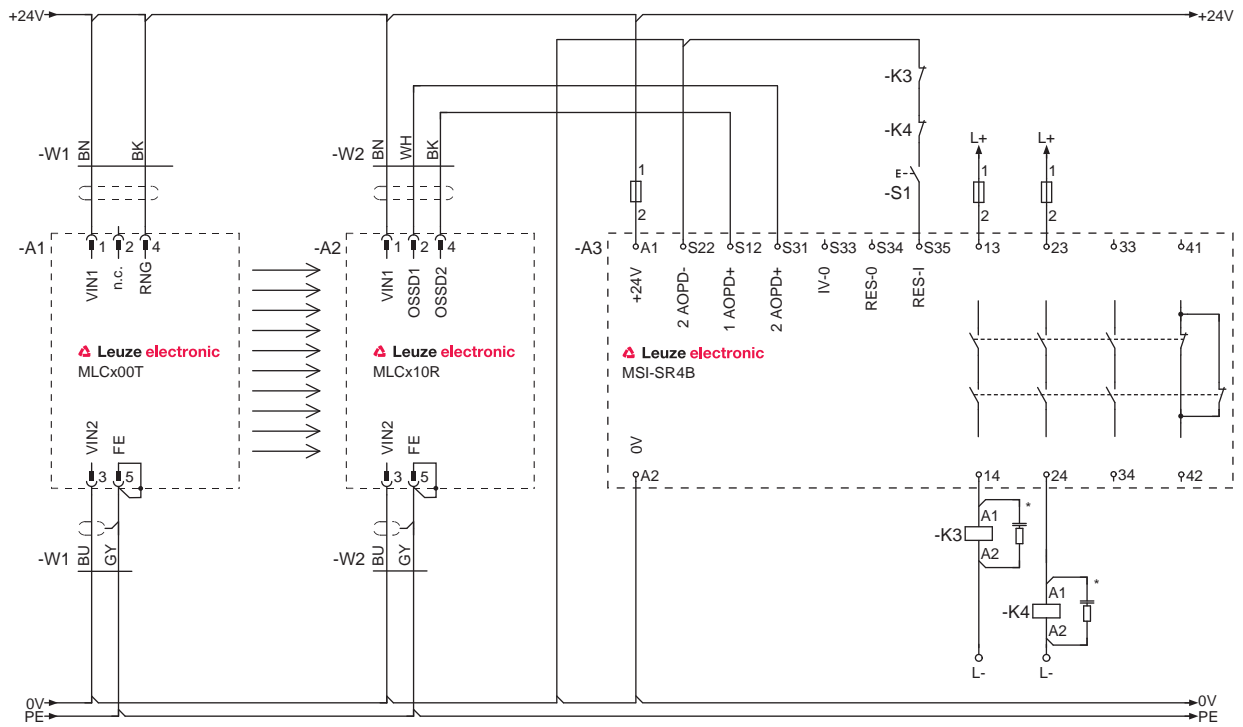 +24V +24V
-K3
-K4
-W1 BN BK -W2 BN WH BK L+ L+
E
-S1
1 1 1
2 2 2
-A1 1 2 4 -A2 1 2 4 -A3 A1 S22 S12 S31 S33 S34 S35 13 23 33 41
VIN1 n.c. RNG VIN1 OSSD1 OSSD2 +24V 2 AOPD- 1 AOPD+ 2 AOPD+ IV-0 RES-0 RES-I
Leuze electronic Leuze electronic Leuze electronic
MLCx00T MLCx10R MSI-SR4B
VIN2 FE VIN2 FE 0V
3 5 3 5 A2 14 24 34 42
A1 *
-K3
A2
-W1 BU GY -W2 BU GY
A1 *
-K4
A2
L- L-
0V 0V
PE PE